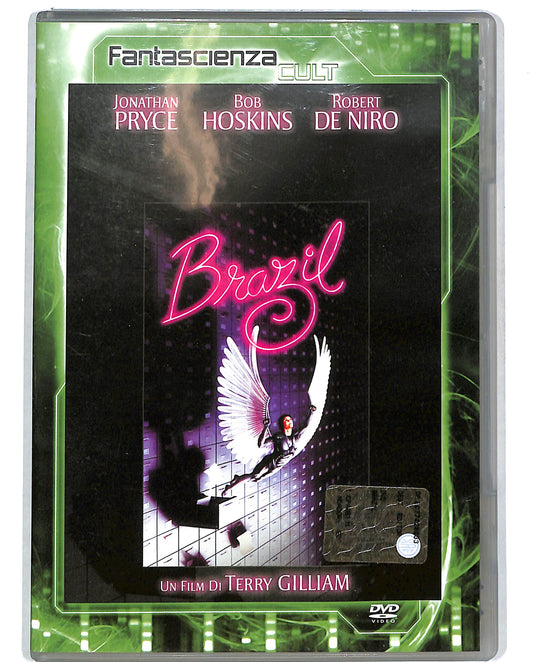 Fantascienza
CULT
JONATHAN PRYCE
BOB HOSKINS
ROBERT DE NIRO
Brazil
UN FILM DI TERRY GILLIAM
DVD
VIDEO